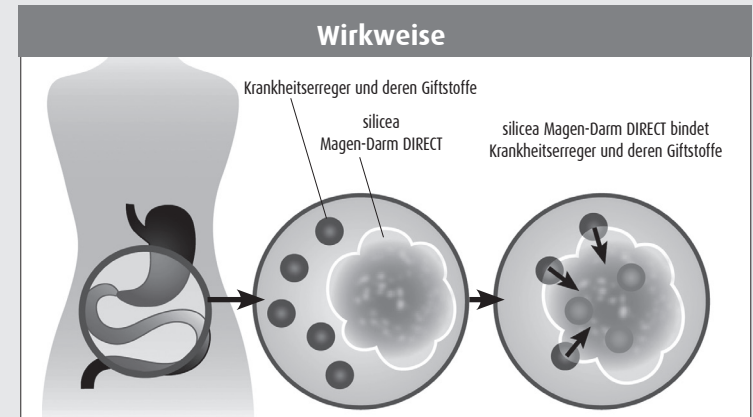 Wirkweise
Krankheitserreger und deren Giftstoffe
silicea
Magen-Darm DIRECT
silicea Magen-Darm DIRECT bindet
Krankheitserreger und deren Giftstoffe